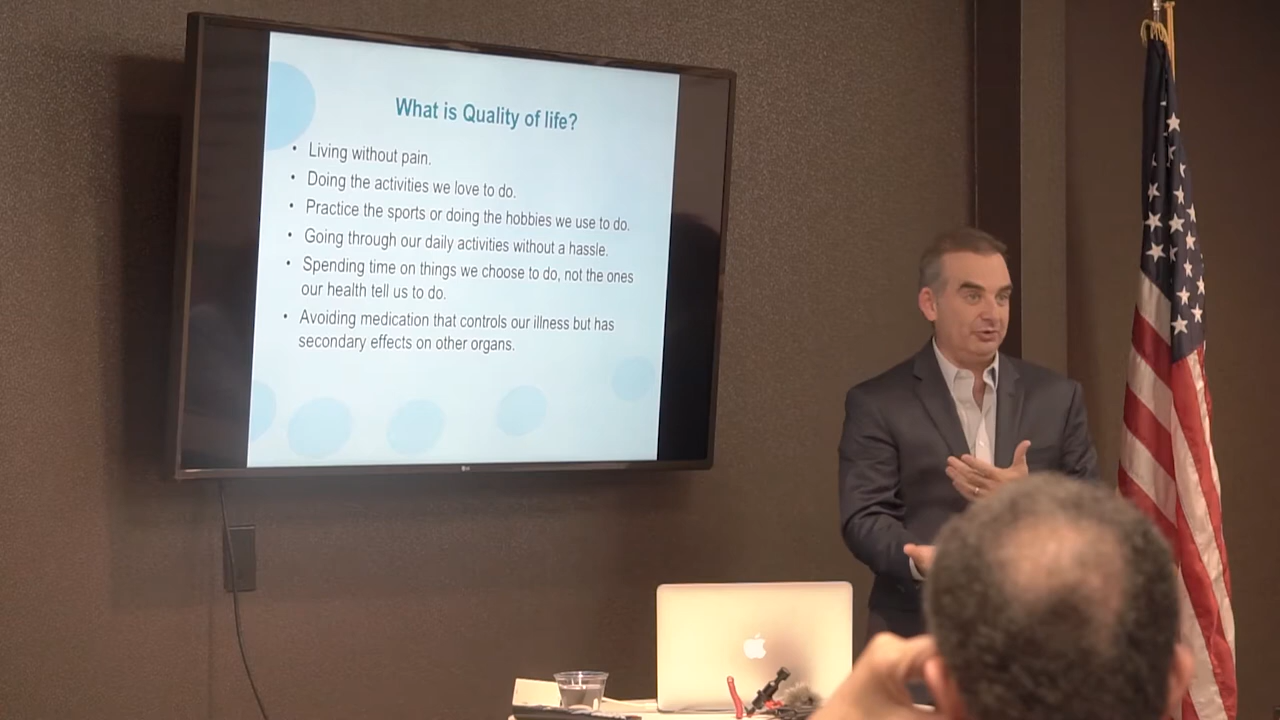 What is Quality of life?
• Living without pain.
• Doing the activities we love to do.
• Practice the sports or doing the hobbies we use to do.
• Going through our daily activities without a hassle.
• Spending time on things we choose to do, not the ones
our health tell us to do.
• Avoiding medication that controls our illness but has
secondary effects on other organs.
LG